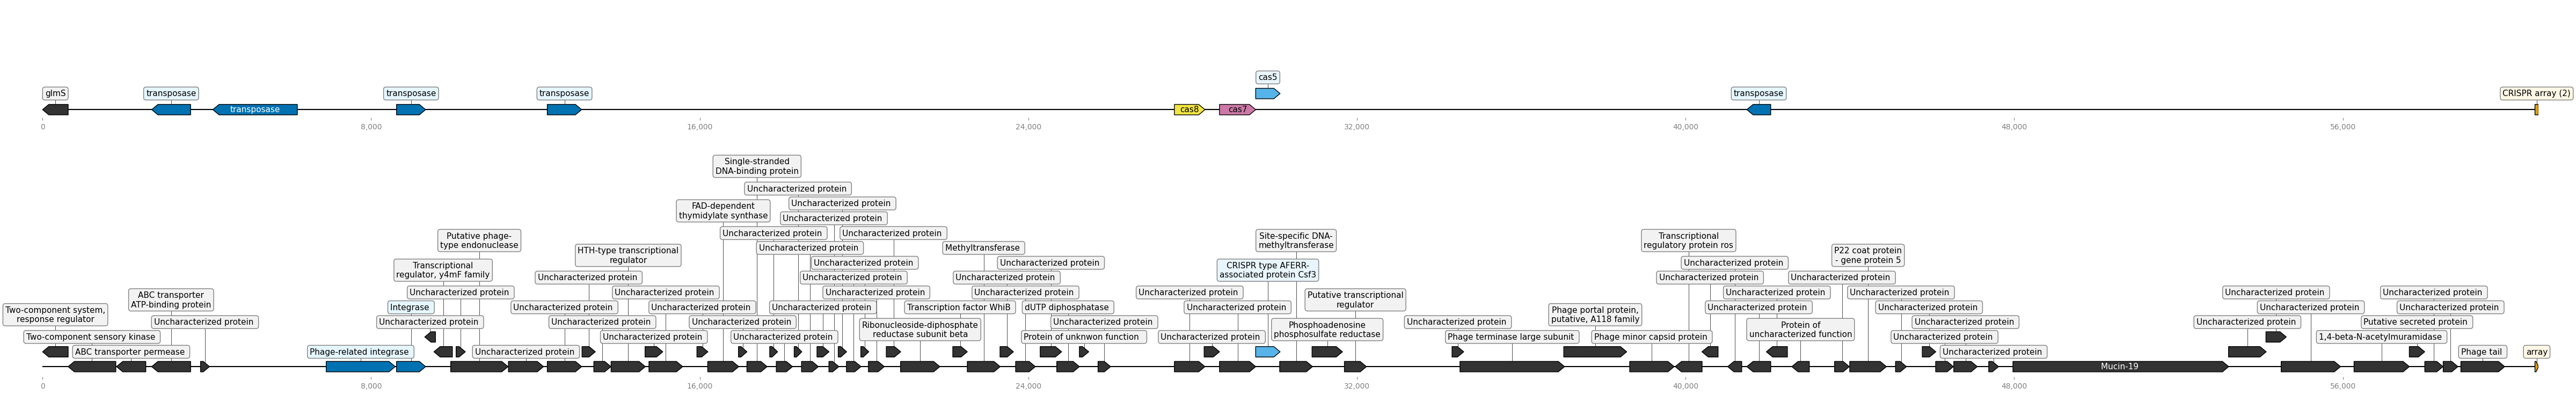 cas5
glmS
transposase
transposase
transposase
transposase
CRISPR array (2)
transposase
cas8
cas7
0
8,000
16,000
24,000
32,000
40,000
48,000
56,000
Single-stranded
DNA-binding protein
Uncharacterized protein
Uncharacterized protein
FAD-dependent
thymidylate synthase
Uncharacterized protein
Uncharacterized protein
Uncharacterized protein
Putative phage-
type endonuclease
Site-specific DNA-
methyltransferase
Transcriptional
regulatory protein ros
HTH-type transcriptional
regulator
Uncharacterized protein
Methyltransferase
P22 coat protein
- gene protein 5
Transcriptional
regulator, y4mF family
Uncharacterized protein
Uncharacterized protein
CRISPR type AFERR-
associated protein Csf3
Uncharacterized protein
Uncharacterized protein
Uncharacterized protein
Uncharacterized protein
Uncharacterized protein
Uncharacterized protein
ABC transporter
ATP-binding protein
Uncharacterized protein
Uncharacterized protein
Uncharacterized protein
Uncharacterized protein
Uncharacterized protein
Putative transcriptional
regulator
Uncharacterized protein
Uncharacterized protein
Uncharacterized protein
Uncharacterized protein
Two-component system,
response regulator
Integrase
Uncharacterized protein
Uncharacterized protein
Uncharacterized protein
Transcription factor WhiB
dUTP diphosphatase
Uncharacterized protein
Phage portal protein,
putative, A118 family
Uncharacterized protein
Uncharacterized protein
Uncharacterized protein
Uncharacterized protein
Uncharacterized protein
Uncharacterized protein
Uncharacterized protein
Uncharacterized protein
Ribonucleoside-diphosphate
reductase subunit beta
Uncharacterized protein
Phosphoadenosine
phosphosulfate reductase
Uncharacterized protein
Protein of
uncharacterized function
Uncharacterized protein
Uncharacterized protein
Putative secreted protein
Two-component sensory kinase
Uncharacterized protein
Uncharacterized protein
Protein of unknwon function
Uncharacterized protein
Phage terminase large subunit
Phage minor capsid protein
Uncharacterized protein
1,4-beta-N-acetylmuramidase
ABC transporter permease
Phage-related integrase
Uncharacterized protein
Uncharacterized protein
Phage tail
array
Mucin-19
0
8,000
16,000
24,000
32,000
40,000
48,000
56,000